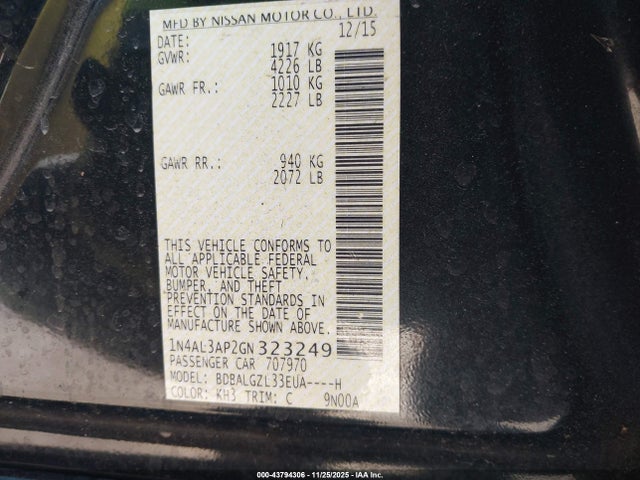 MFD BY NISSAN MOTOR CO., LTD.
DATE: 12/15
GVWR: 1917 KG
4226 LB
GAWR FR.: 1010 KG
2227 LB
GAWR RR.: 940 KG
2072 LB
THIS VEHICLE CONFORMS TO
ALL APPLICABLE FEDERAL
MOTOR VEHICLE SAFETY,
BUMPER, AND THEFT
PREVENTION STANDARDS IN
EFFECT ON THE DATE OF
MANUFACTURE SHOWN ABOVE.
1N4AL3AP2GN323249
PASSENGER CAR 707970
MODEL: BDBALGZL33EUA----H
COLOR: KH3 TRIM: C 9N00A
000-43794306 - 11/25/2025 - IAAI.COM